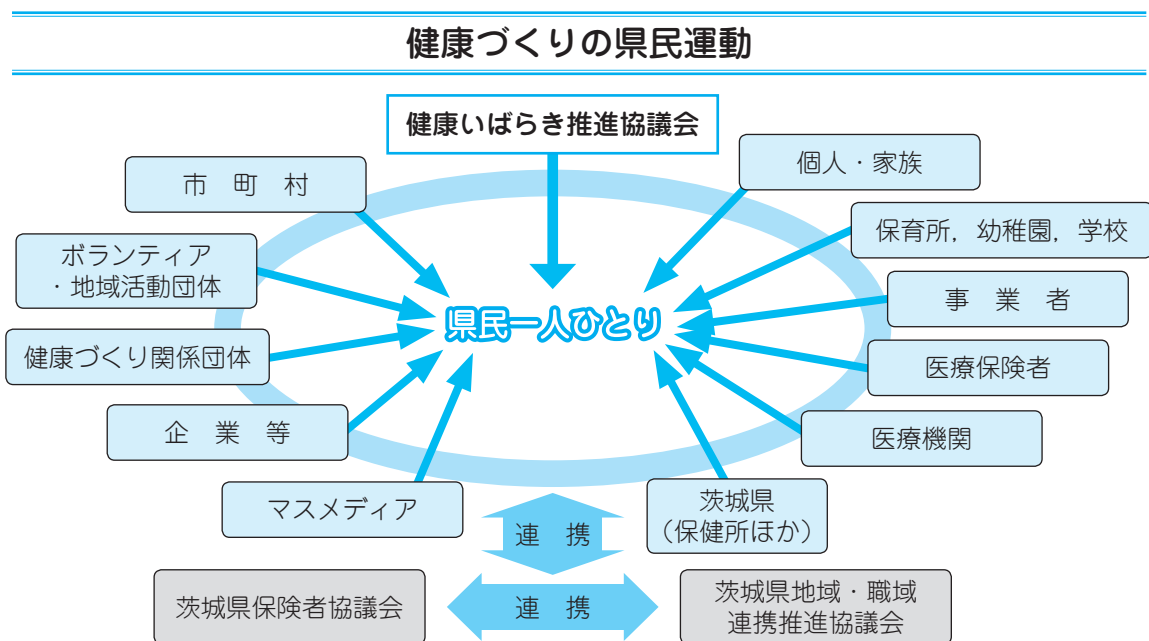 健康づくりの県民運動
健康いばらき推進協議会
市 町 村
ボランティア
・地域活動団体
健康づくり関係団体
企 業 等
マスメディア
個人・家族
保育所，幼稚園，学校
事 業 者
医療保険者
医療機関
茨城県
（保健所ほか）
県民一人ひとり
連 携
茨城県保険者協議会
連 携
茨城県地域・職域
連携推進協議会